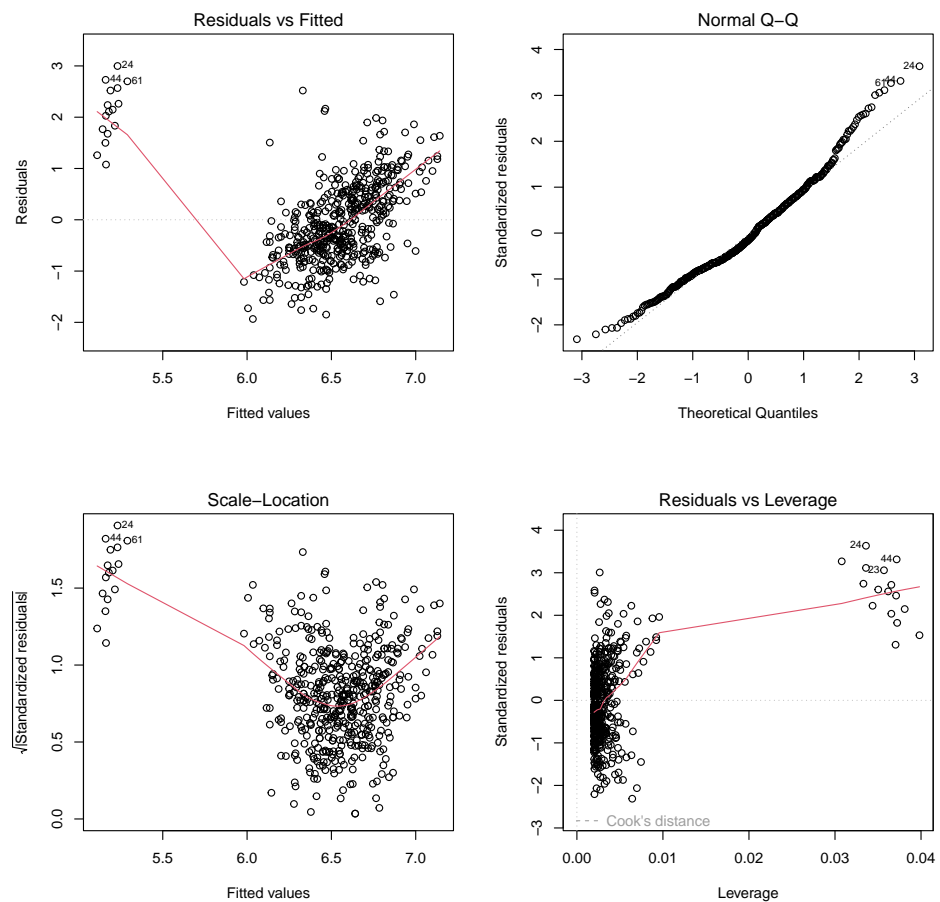 Residuals vs Fitted
Residuals
3
2
1
0
−1
−2
24
44
61
5.5 6.0 6.5 7.0
Fitted values
Normal Q−Q
Standardized residuals
4
3
2
1
0
−1
−2
24
44
61
−3 −2 −1 0 1 2 3
Theoretical Quantiles
Scale−Location
√|Standardized residuals|
1.5
1.0
0.5
0.0
24
44
61
5.5 6.0 6.5 7.0
Fitted values
Residuals vs Leverage
Standardized residuals
4
3
2
1
0
−1
−2
−3
24
44
23
Cook's distance
0.00 0.01 0.02 0.03 0.04
Leverage